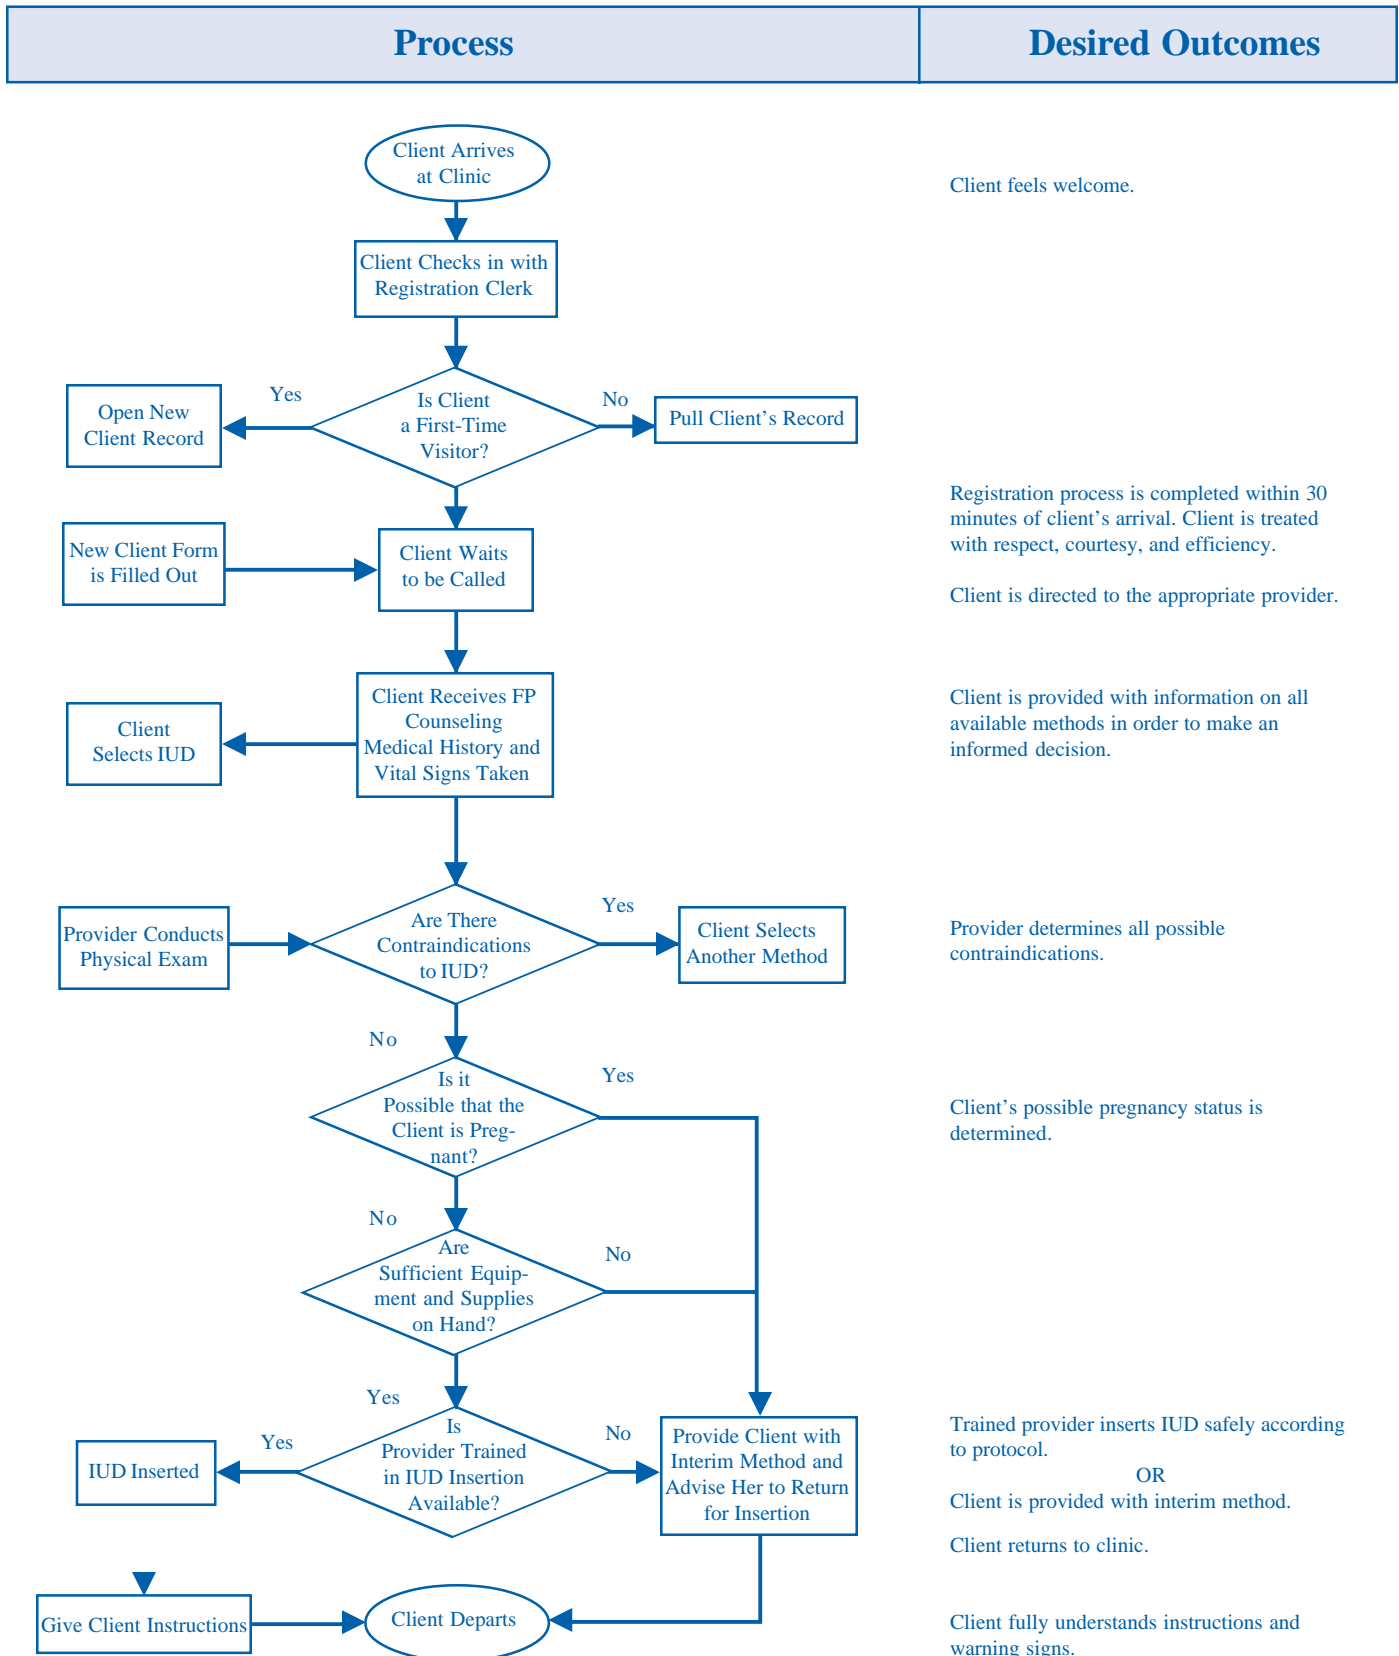 Process
Desired Outcomes
Client Arrives
at Clinic
Client feels welcome.
Client Checks in with
Registration Clerk
Yes
No
Open New
Client Record
Is Client
a First-Time
Visitor?
Pull Client’s Record
Registration process is completed within 30
minutes of client’s arrival. Client is treated
with respect, courtesy, and efficiency.
New Client Form
is Filled Out
Client Waits
to be Called
Client is directed to the appropriate provider.
Client
Selects IUD
Client Receives FP
Counseling
Medical History and
Vital Signs Taken
Client is provided with information on all
available methods in order to make an
informed decision.
Provider Conducts
Physical Exam
Are There
Contraindications
to IUD?
Yes
Client Selects
Another Method
Provider determines all possible
contraindications.
No
Is it
Possible that the
Client is Preg-
nant?
Yes
Client’s possible pregnancy status is
determined.
No
Are
Sufficient Equip-
ment and Supplies
on Hand?
No
Yes
IUD Inserted
Yes
Is
Provider Trained
in IUD Insertion
Available?
No
Provide Client with
Interim Method and
Advise Her to Return
for Insertion
Trained provider inserts IUD safely according
to protocol.
OR
Client is provided with interim method.
Client returns to clinic.
Give Client Instructions
Client Departs
Client fully understands instructions and
warning signs.